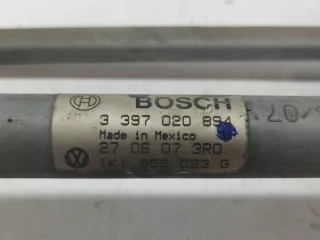 BOSCH
3 397 020 894
Made in Mexico
27 06 07 3R0
1K1 955 023 G